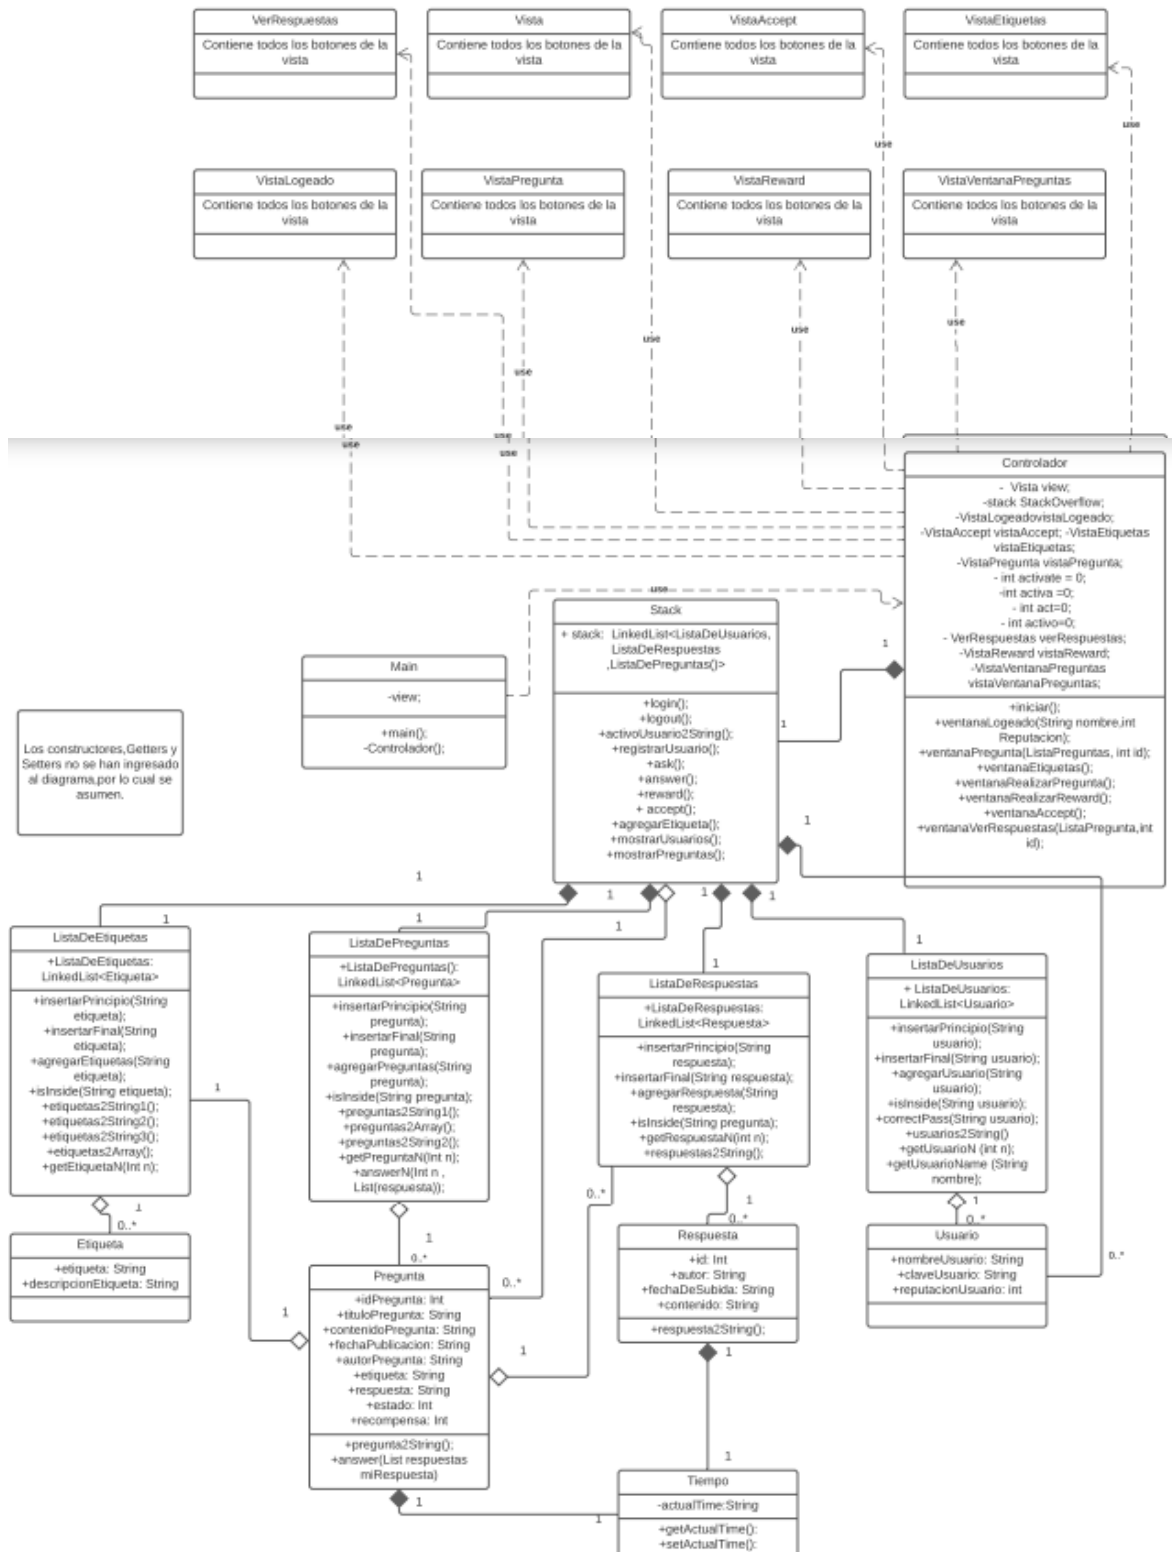 VerRespuestas
Contiene todos los botones de la
vista
Vista
Contiene todos los botones de la
vista
VistaAccept
Contiene todos los botones de la
vista
VistaEtiquetas
Contiene todos los botones de la
vista
use
use
VistaLogeado
Contiene todos los botones de la
vista
VistaPregunta
Contiene todos los botones de la
vista
VistaReward
Contiene todos los botones de la
vista
VistaVentanaPreguntas
Contiene todos los botones de la
vista
use
use
use
use
use
use
use
use
Controlador
- Vista view;
-stack StackOverflow;
-VistaLogeadovistaLogeado;
-VistaAccept vistaAccept; -VistaEtiquetas
vistaEtiquetas;
-VistaPregunta vistaPregunta;
- int activate = 0;
-int activa =0;
- int act=0;
- int activo=0;
- VerRespuestas verRespuestas;
-VistaReward vistaReward;
-VistaVentanaPreguntas
vistaVentanaPreguntas;
+iniciar();
+ventanaLogeado(String nombre,int
Reputacion);
+ventanaPregunta(ListaPreguntas, int id);
+ventanaEtiquetas();
+ventanaRealizarPregunta();
+ventanaRealizarReward();
+ventanaAccept();
+ventanaVerRespuestas(ListaPregunta,int
id);
use
Stack
+ stack: LinkedList<ListaDeUsuarios,
ListaDeRespuestas
,ListaDePreguntas()>
+login();
+logout();
+activoUsuario2String();
+registrarUsuario();
+ask();
+answer();
+reward();
+ accept();
+agregarEtiqueta();
+mostrarUsuarios();
+mostrarPreguntas();
1
1
Main
-view;
+main();
-Controlador();
Los constructores,Getters y
Setters no se han ingresado
al diagrama,por lo cual se
asumen.
1
1
1
1
1
1
1
1
1
1
ListaDeEtiquetas
+ListaDeEtiquetas:
LinkedList<Etiqueta>
+insertarPrincipio(String
etiqueta);
+insertarFinal(String
etiqueta);
+agregarEtiquetas(String
etiqueta);
+isInside(String etiqueta);
+etiquetas2String1();
+etiquetas2String2();
+etiquetas2String3();
+etiquetas2Array();
+getEtiquetaN(Int n);
ListaDePreguntas
+ListaDePreguntas():
LinkedList<Pregunta>
+insertarPrincipio(String
pregunta);
+insertarFinal(String
pregunta);
+agregarPreguntas(String
pregunta);
+isInside(String pregunta);
+preguntas2String1();
+preguntas2Array();
+preguntas2String2();
+getPreguntaN(Int n);
+answerN(Int n ,
List(respuesta));
ListaDeRespuestas
+ListaDeRespuestas:
LinkedList<Respuesta>
+insertarPrincipio(String
respuesta);
+insertarFinal(String respuesta);
+agregarRespuesta(String
respuesta);
+isInside(String pregunta);
+getRespuestaN(int n);
+respuestas2String();
ListaDeUsuarios
+ ListaDeUsuarios:
LinkedList<Usuario>
+insertarPrincipio(String
usuario);
+insertarFinal(String usuario);
+agregarUsuario(String
usuario);
+isInside(String usuario);
+correctPass(String usuario);
+usuarios2String()
+getUsuarioN (int n);
+getUsuarioName (String
nombre);
1
1
0..*
1
0..*
0..*
0..*
1
0..*
1
0..*
0..*
Etiqueta
+etiqueta: String
+descripcionEtiqueta: String
1
1
Pregunta
+idPregunta: Int
+tituloPregunta: String
+contenidoPregunta: String
+fechaPublicacion: String
+autorPregunta: String
+etiqueta: String
+respuesta: String
+estado: Int
+recompensa: Int
+pregunta2String();
+answer(List respuestas
miRespuesta)
Respuesta
+id: Int
+autor: String
+fechaDeSubida: String
+contenido: String
+respuesta2String();
Usuario
+nombreUsuario: String
+claveUsuario: String
+reputacionUsuario: int
1
1
1
1
Tiempo
-actualTime:String
+getActualTime():
+setActualTime():